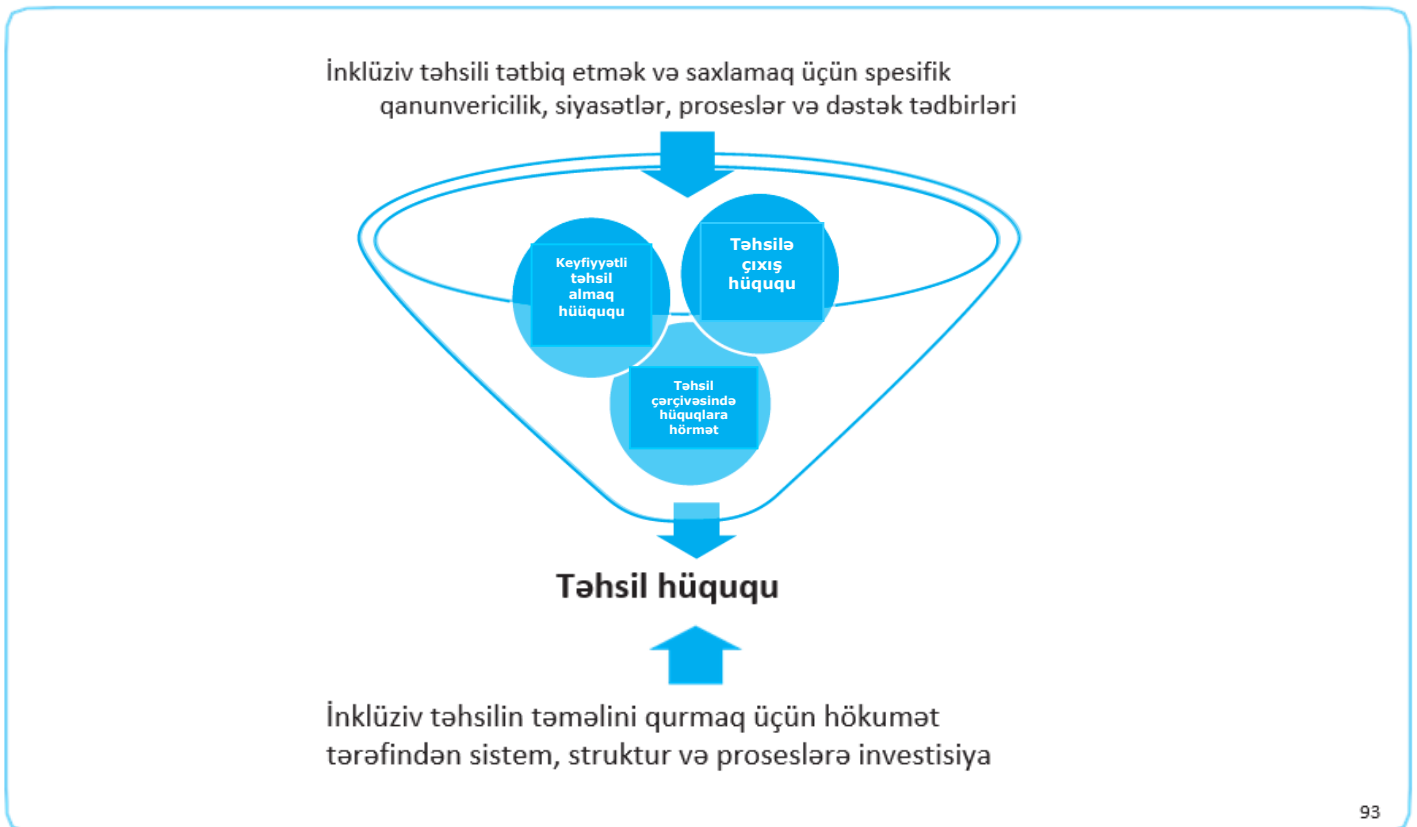 İnklüziv təhsili tətbiq etmək və saxlamaq üçün spesifik
qanunvericilik, siyasətlər, proseslər və dəstək tədbirləri
Keyfiyyətli
təhsil
almaq
hüüququ
Təhsilə
çıxış
hüququ
Təhsil
çərçivəsində
hüquqlara
hörmət
Təhsil hüququ
İnklüziv təhsilin təməlini qurmaq üçün hökumət
tərəfindən sistem, struktur və proseslərə investisiya
93